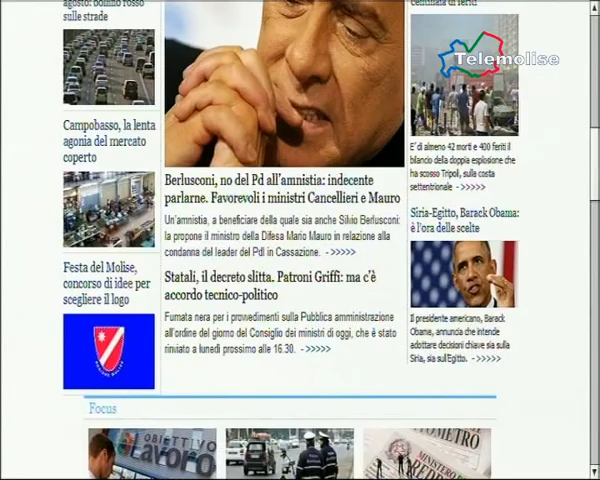 agosto: bollino rosso
sulle strade
Campobasso, la lenta
agonia del mercato
coperto
Festa del Molise,
concorso di idee per
scegliere il logo
Berlusconi, no del Pd all'amnistia: indecente
parlarne. Favorevoli i ministri Cancellieri e Mauro
Un'amnistia, a beneficiare della quale sia anche Silvio Berlusconi:
la propone il ministro della Difesa Mario Mauro in relazione alla
condanna del leader del Pdl in Cassazione. - >>>>>
Statali, il decreto slitta. Patroni Griffi: ma c'è
accordo tecnico-politico
Fumata nera per i provvedimenti sulla Pubblica amministrazione
all'ordine del giorno del Consiglio dei ministri di oggi, che è stato
rinviato a lunedì prossimo alle 16.30. - >>>>>
centinaia di feriti
Telemolise
E' di almeno 42 morti e 400 feriti il
bilancio della doppia esplosione che
ha scosso Tripoli, sulla costa
settentrionale - >>>>>
Siria-Egitto, Barack Obama:
è l'ora delle scelte
Il presidente americano, Barack
Obama, annuncia che intende
adottare decisioni chiave sia sulla
Siria, sia sull'Egitto. - >>>>>
Focus
OBIETTIVO
Lavoro
MINISTERO